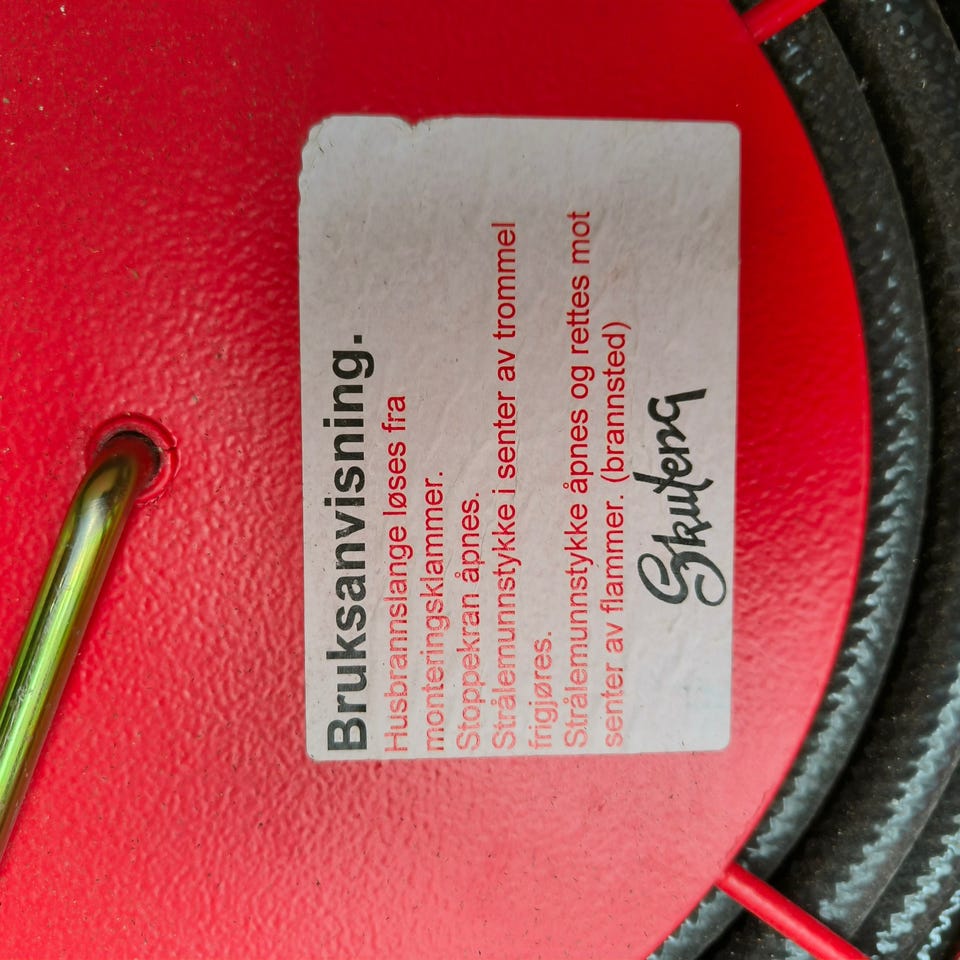 Bruksanvisning.
Husbrannslange løses fra
monteringsklammer.
Stoppekran åpnes.
Strålemunnstykke i senter av trommel
frigjøres.
Strålemunnstykke åpnes og rettes mot
senter av flammer. (brannsted)
Skutena